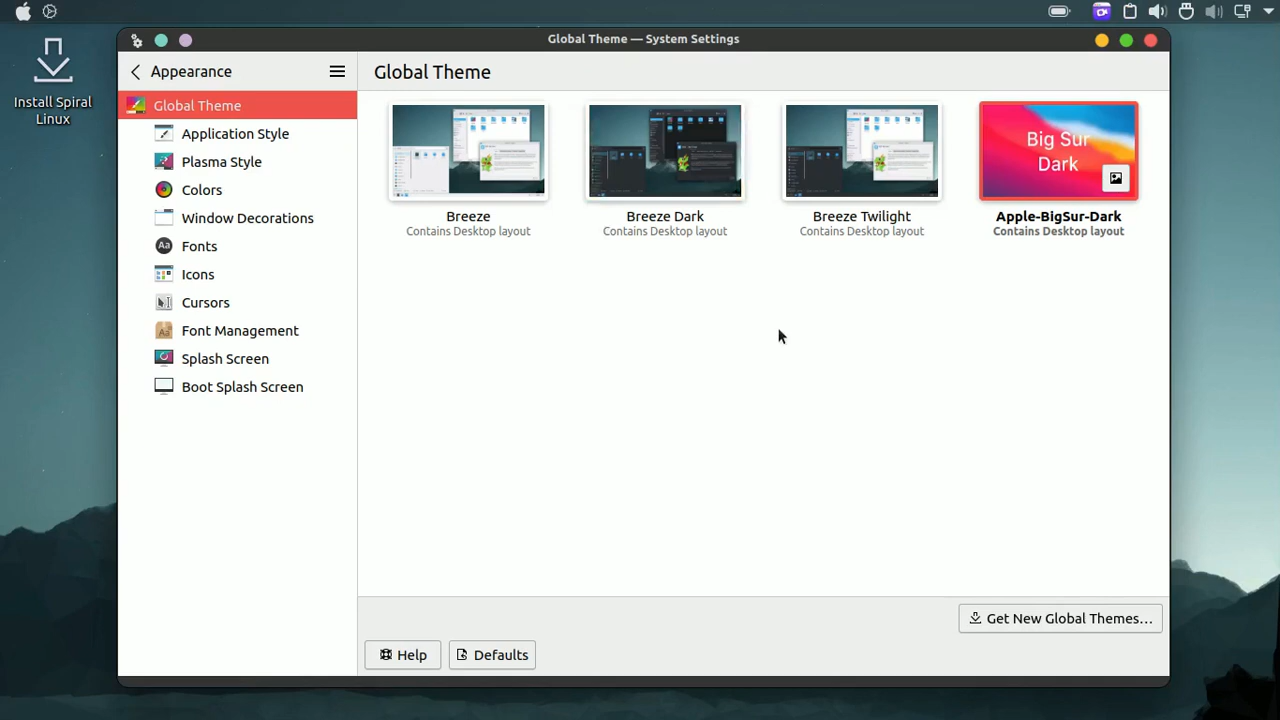 Global Theme — System Settings
Install Spiral
Linux
Appearance
Global Theme
Global Theme
Application Style
Plasma Style
Colors
Window Decorations
Fonts
Icons
Cursors
Font Management
Splash Screen
Boot Splash Screen
Big Sur
Dark
Breeze
Contains Desktop layout
Breeze Dark
Contains Desktop layout
Breeze Twilight
Contains Desktop layout
Apple-BigSur-Dark
Contains Desktop layout
Get New Global Themes...
Help
Defaults